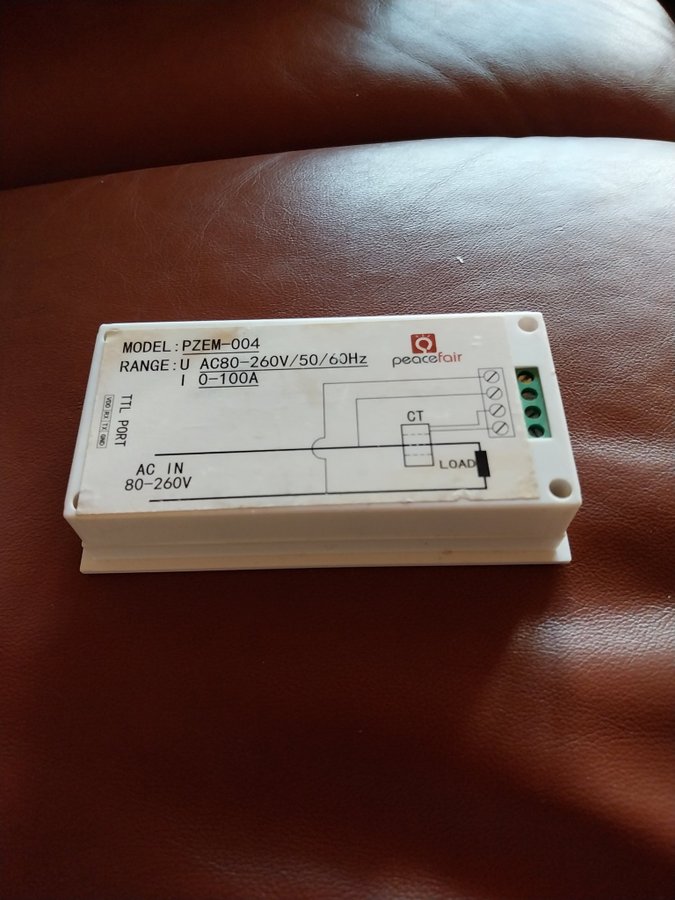 MODEL:PZEM-004
RANGE:U AC80-260V/50/60Hz
I 0-100A
peacefair
TTL PORT
VDD RX TX GND
CT
LOAD
AC IN
80-260V